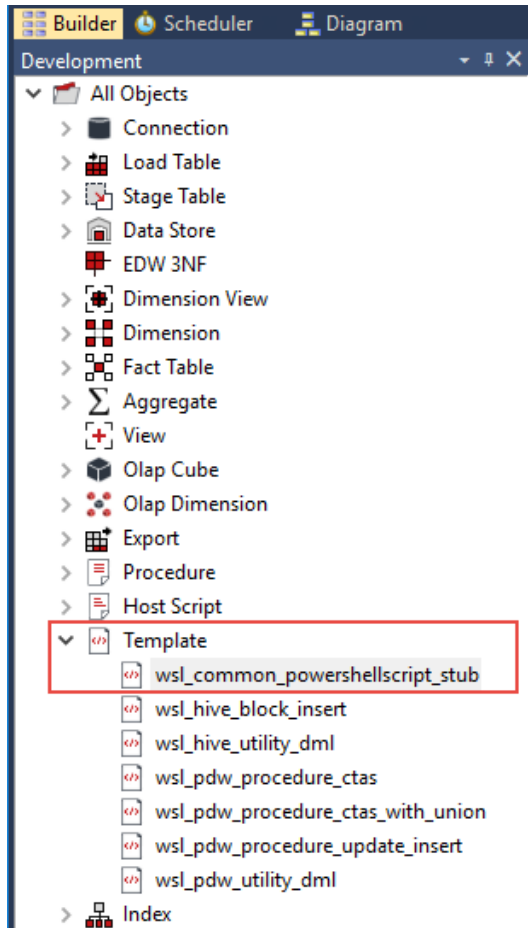 Builder Scheduler Diagram
Development
All Objects
Connection
Load Table
Stage Table
Data Store
EDW 3NF
Dimension View
Dimension
Fact Table
Aggregate
View
Olap Cube
Olap Dimension
Export
Procedure
Host Script
Template
wsl_common_powershellscript_stub
wsl_hive_block_insert
wsl_hive_utility_dml
wsl_pdw_procedure_ctas
wsl_pdw_procedure_ctas_with_union
wsl_pdw_procedure_update_insert
wsl_pdw_utility_dml
Index